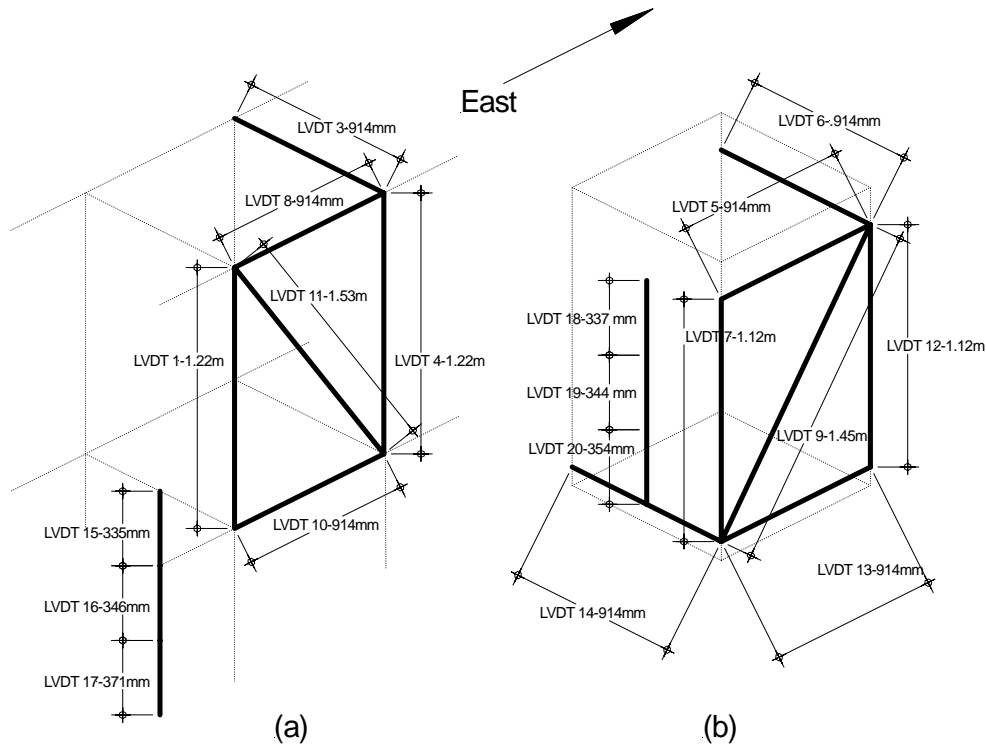 East
LVDT 3-914mm
LVDT 8-914mm
LVDT 11-1.53m
LVDT 1-1.22m
LVDT 4-1.22m
LVDT 10-914mm
LVDT 15-335mm
LVDT 16-346mm
LVDT 17-371mm
(a)
LVDT 6-.914mm
LVDT 5-914mm
LVDT 18-337 mm
LVDT 7-1.12m
LVDT 12-1.12m
LVDT 19-344 mm
LVDT 20-354mm
LVDT 9-1.45m
LVDT 13-914mm
LVDT 14-914mm
(b)